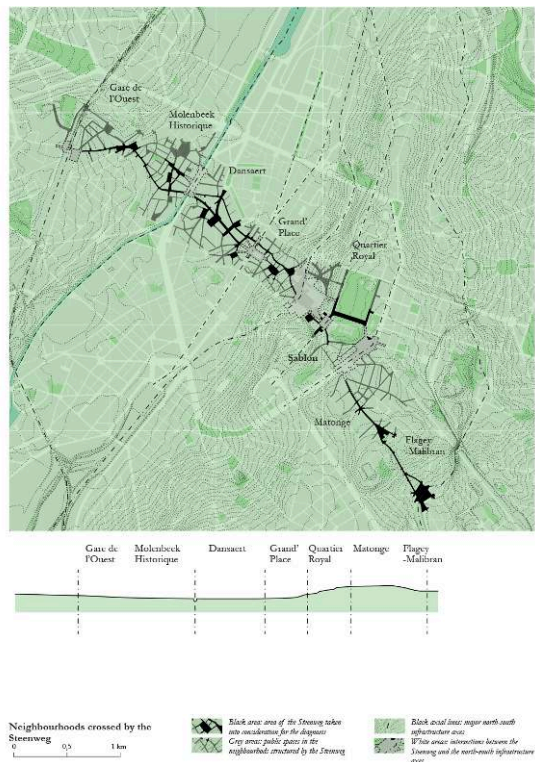 Gare de
l'Ouest
Molenbeek
Historique
Dansaert
Grand'
Place
Quartier
Royal
Sablon
Matonge
Flagey
-Malibran
Gare de
l'Ouest
Molenbeek
Historique
Dansaert
Grand'
Place
Quartier
Royal
Matonge
Flagey
-Malibran
Neighbourhoods crossed by the
Steenweg
0 0,5 1 km
Black area: area of the Steenweg taken
into consideration for the diagnosis
Grey areas: public spaces in the
neighbourhods structured by the Steenweg
Black axial lines: major north-south
infrastructure axes
White areas: intersections between the
Steenweg and the north-south infrastructure
axes